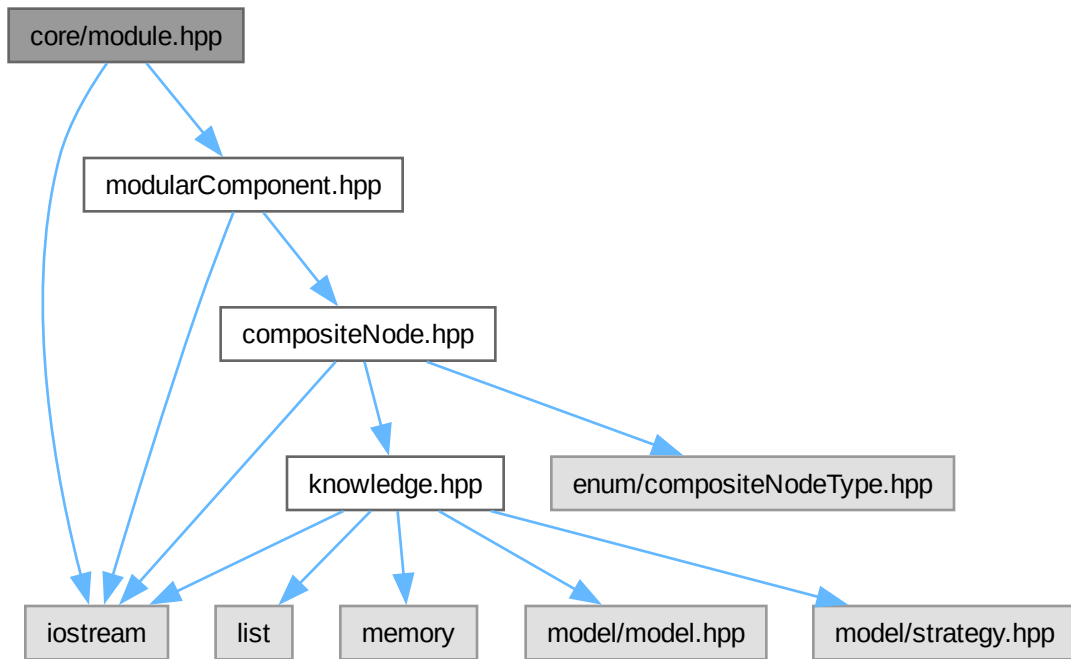 core/module.hpp
modularComponent.hpp
compositeNode.hpp
knowledge.hpp
enum/compositeNodeType.hpp
iostream
list
memory
model/model.hpp
model/strategy.hpp